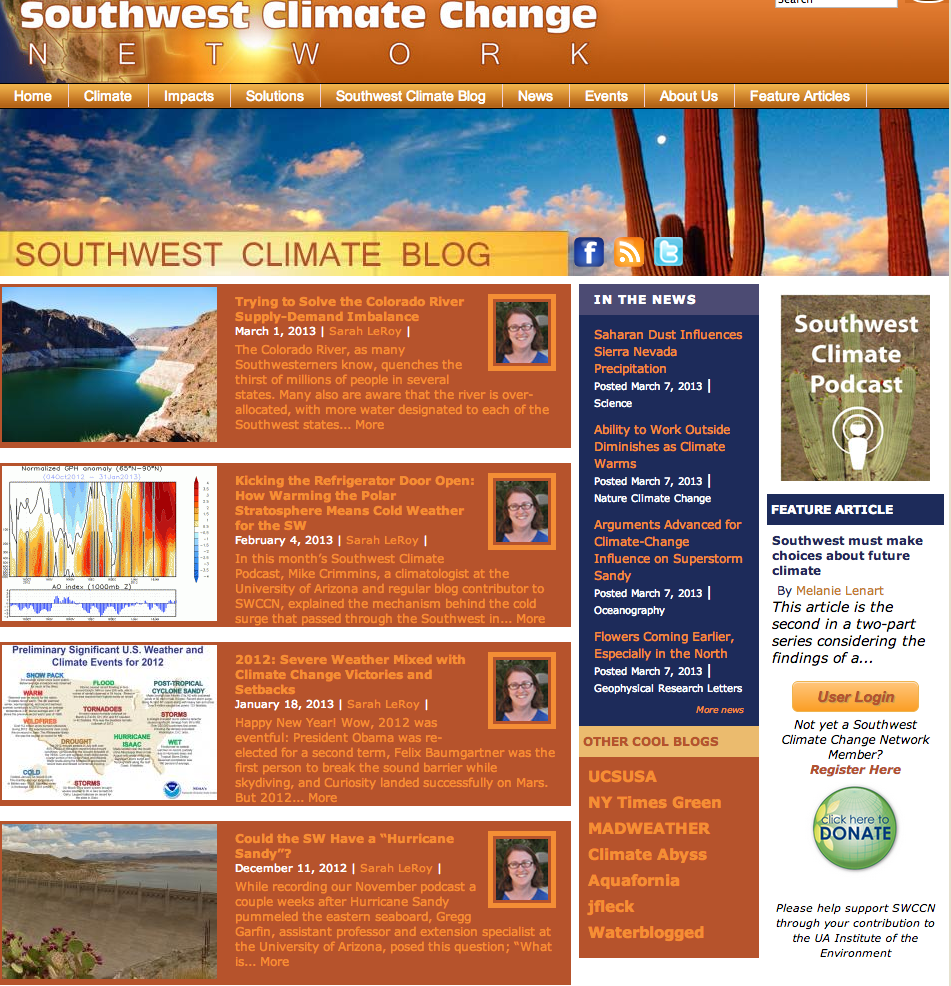 Southwest Climate Change
NETWORK
Search
Home
Climate
Impacts
Solutions
Southwest Climate Blog
News
Events
About Us
Feature Articles
SOUTHWEST CLIMATE BLOG
Trying to Solve the Colorado River
Supply-Demand Imbalance
March 1, 2013 | Sarah LeRoy |
The Colorado River, as many
Southwesterners know, quenches the
thirst of millions of people in several
states. Many also are aware that the river is over-
allocated, with more water designated to each of the
Southwest states... More
Normalized GPH anomaly (65°N-90°N)
(04Oct2012 - 31Jan2013)
AO index (1000mb Z)
Kicking the Refrigerator Door Open:
How Warming the Polar
Stratosphere Means Cold Weather
for the SW
February 4, 2013 | Sarah LeRoy |
In this month’s Southwest Climate
Podcast, Mike Crimmins, a climatologist at the
University of Arizona and regular blog contributor to
SWCCN, explained the mechanism behind the cold
surge that passed through the Southwest in... More
Preliminary Significant U.S. Weather and
Climate Events for 2012
SNOW PACK
WARM
TORNADOES
WILDFIRES
FLOOD
POST-TROPICAL
CYCLONE SANDY
STORMS
DROUGHT
HURRICANE
ISAAC
WET
COLD
STORMS
2012: Severe Weather Mixed with
Climate Change Victories and
Setbacks
January 18, 2013 | Sarah LeRoy |
Happy New Year! Wow, 2012 was
eventful: President Obama was re-
elected for a second term, Felix Baumgartner was the
first person to break the sound barrier while
skydiving, and Curiosity landed successfully on Mars.
But 2012... More
Could the SW Have a “Hurricane
Sandy”?
December 11, 2012 | Sarah LeRoy |
While recording our November podcast a
couple weeks after Hurricane Sandy
pummeled the eastern seaboard, Gregg
Garfin, assistant professor and extension specialist at
the University of Arizona, posed this question; “What
is... More
IN THE NEWS
Saharan Dust Influences
Sierra Nevada
Precipitation
Posted March 7, 2013 |
Science
Ability to Work Outside
Diminishes as Climate
Warms
Posted March 7, 2013 |
Nature Climate Change
Arguments Advanced for
Climate-Change
Influence on Superstorm
Sandy
Posted March 7, 2013 |
Oceanography
Flowers Coming Earlier,
Especially in the North
Posted March 7, 2013 |
Geophysical Research Letters
More news
OTHER COOL BLOGS
UCSUSA
NY Times Green
MADWEATHER
Climate Abyss
Aquafornia
jfleck
Waterblogged
Southwest
Climate
Podcast
FEATURE ARTICLE
Southwest must make
choices about future
climate
By Melanie Lenart
This article is the
second in a two-part
series considering the
findings of a...
User Login
Not yet a Southwest
Climate Change Network
Member?
Register Here
click here to
DONATE
Please help support SWCCN
through your contribution to
the UA Institute of the
Environment